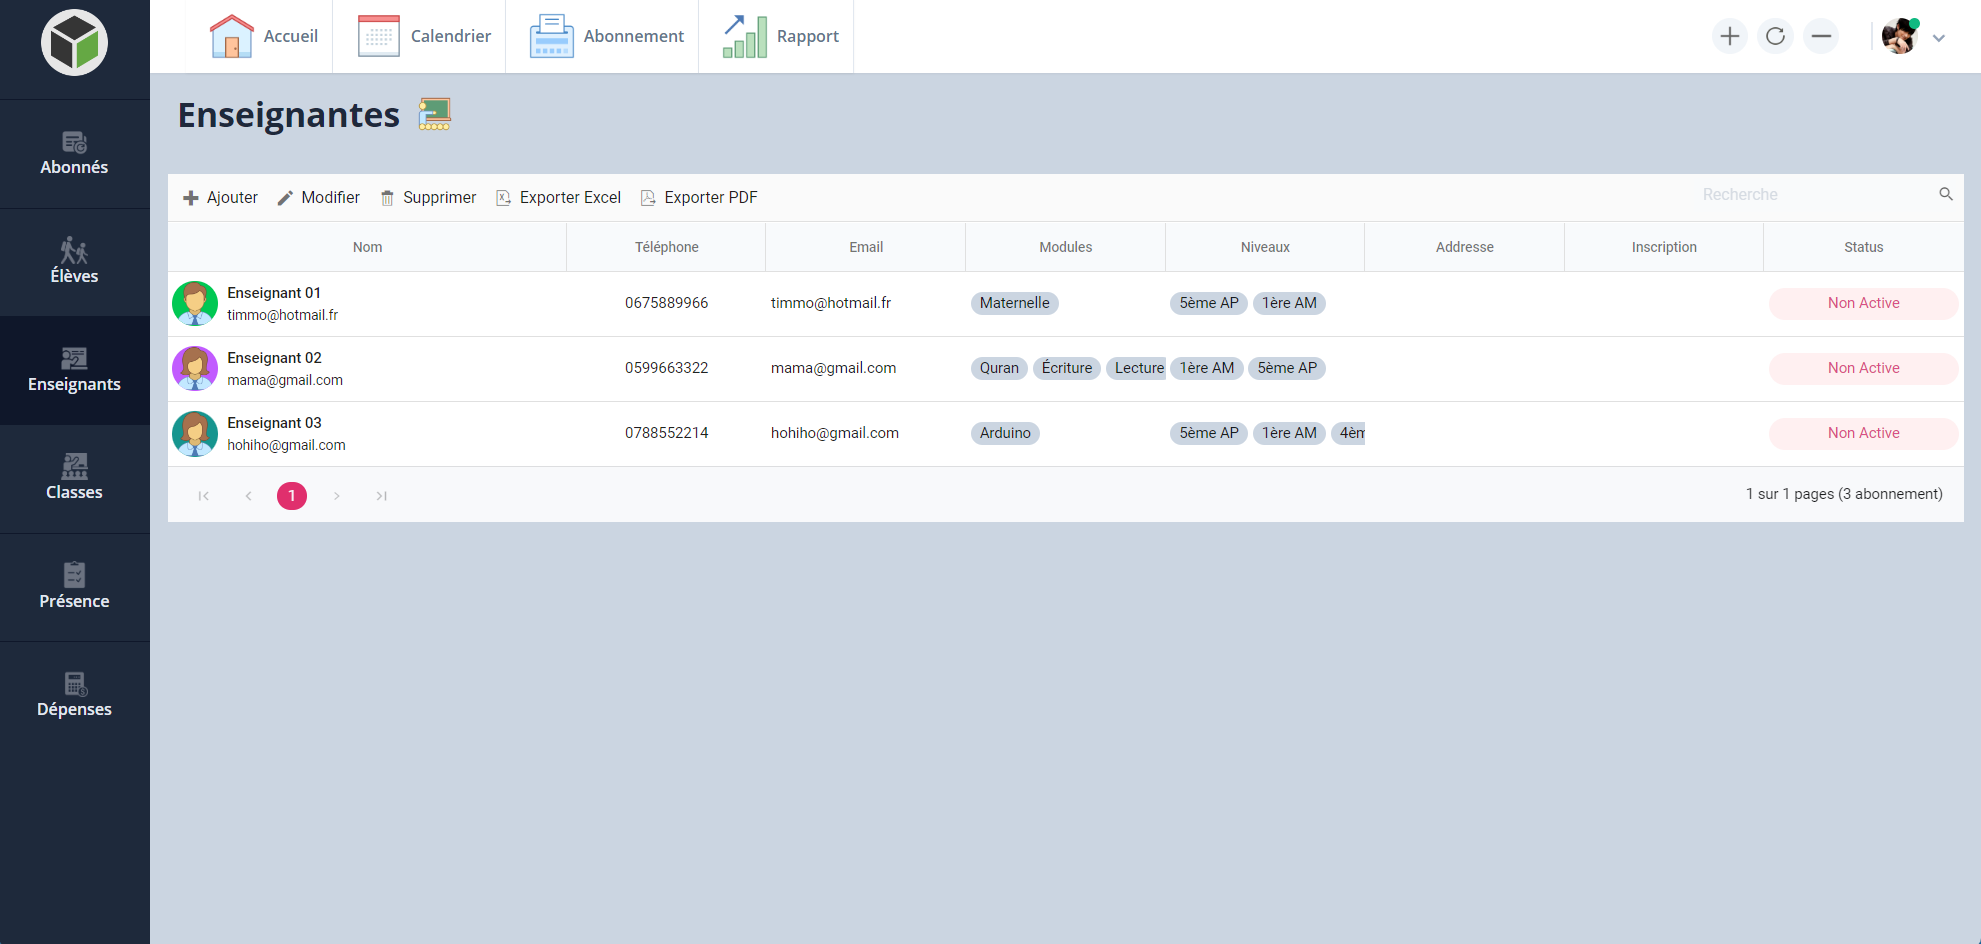 Accueil
Calendrier
Abonnement
Rapport
Abonnés
Élèves
Enseignants
Classes
Présence
Dépenses
Enseignantes
Ajouter Modifier Supprimer Exporter Excel Exporter PDF Recherche
Nom Téléphone Email Modules Niveaux Addresse Inscription Status
Enseignant 01
timmo@hotmail.fr
0675889966 timmo@hotmail.fr Maternelle 5ème AP 1ère AM Non Active
Enseignant 02
mama@gmail.com
0599663322 mama@gmail.com Quran Écriture Lecture 1ère AM 5ème AP Non Active
Enseignant 03
hohiho@gmail.com
0788552214 hohiho@gmail.com Arduino 5ème AP 1ère AM Non Active
1
1 sur 1 pages (3 abonnement)